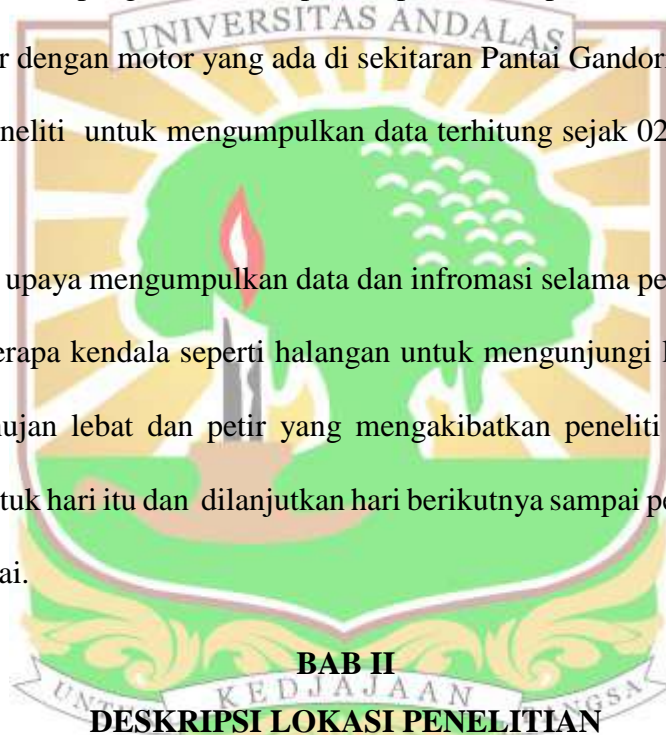 UNIVERSITAS ANDALAS
r dengan motor yang ada di sekitaran Pantai Gandori
neliti untuk mengumpulkan data terhitung sejak 02
upaya mengumpulkan data dan infromasi selama pe
erapa kendala seperti halangan untuk mengunjungi l
hujan lebat dan petir yang mengakibatkan peneliti
tuk hari itu dan dilanjutkan hari berikutnya sampai pe
ai.
BAB II
KEDJAJAAN
DESKRIPSI LOKASI PENELITIAN